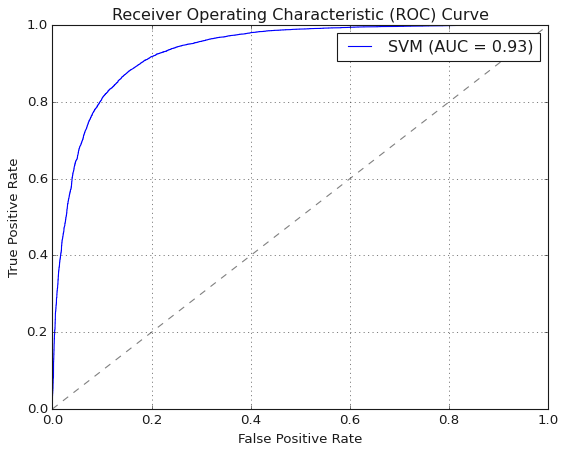 Receiver Operating Characteristic (ROC) Curve
1.0
SVM (AUC = 0.93)
0.8
0.6
True Positive Rate
0.4
0.2
0.0
0.0 0.2 0.4 0.6 0.8 1.0
False Positive Rate